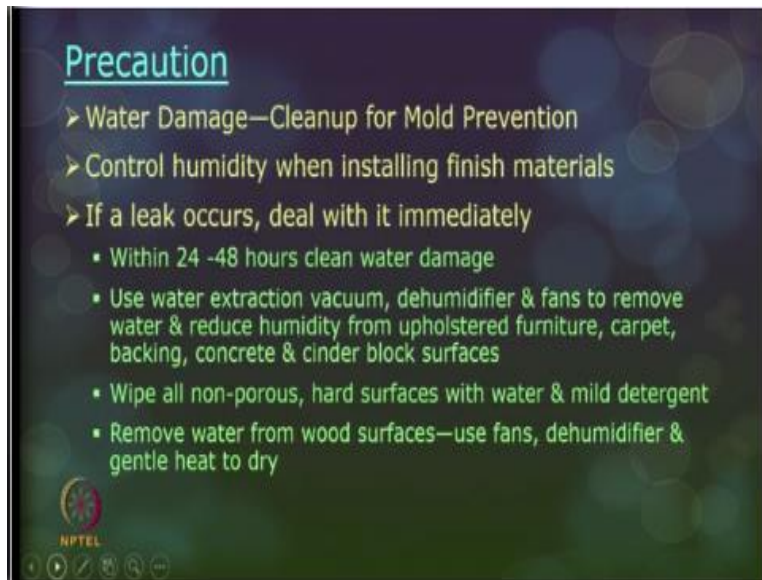 Precaution
➢ Water Damage—Cleanup for Mold Prevention
➢ Control humidity when installing finish materials
➢ If a leak occurs, deal with it immediately
▪ Within 24 -48 hours clean water damage
▪ Use water extraction vacuum, dehumidifier & fans to remove
water & reduce humidity from upholstered furniture, carpet,
backing, concrete & cinder block surfaces
▪ Wipe all non-porous, hard surfaces with water & mild detergent
▪ Remove water from wood surfaces—use fans, dehumidifier &
gentle heat to dry
NPTEL